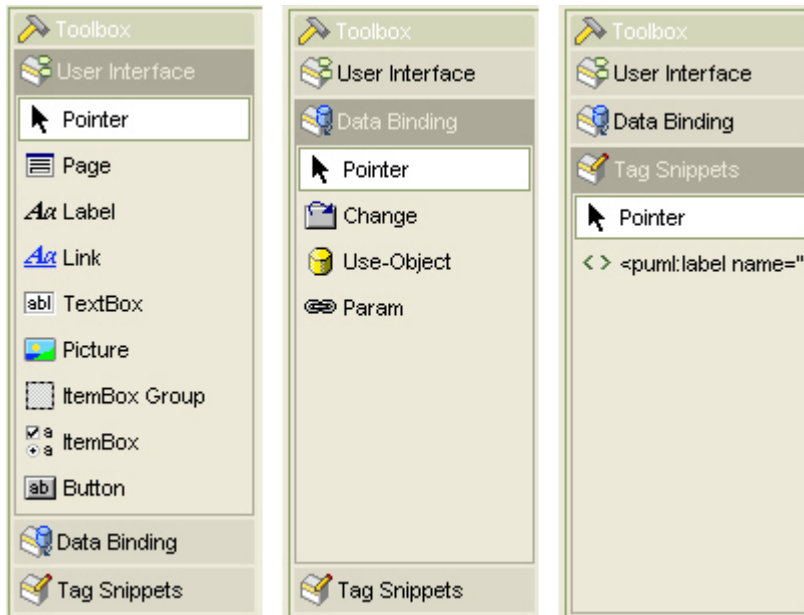 Toolbox
User Interface
Pointer
Page
Aa Label
Aa Link
abl TextBox
Picture
ItemBox Group
a
a
ItemBox
ab Button
Data Binding
Tag Snippets
Toolbox
User Interface
Data Binding
Pointer
Change
Use-Object
Param
Tag Snippets
Toolbox
User Interface
Data Binding
Tag Snippets
Pointer
<> <puml:label name="